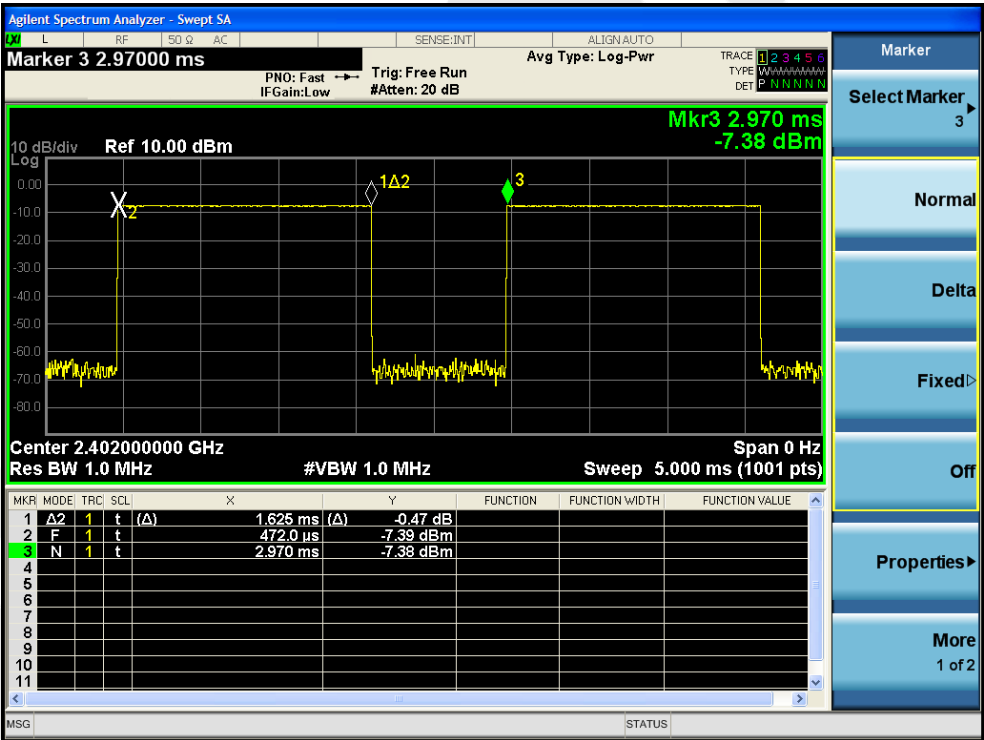 Agilent Spectrum Analyzer - Swept SA
LXI L RF 50 Ω AC SENSE:INT ALIGNAUTO
Marker 3 2.97000 ms
PNO: Fast
IFGain:Low
Trig: Free Run
#Atten: 20 dB
Avg Type: Log-Pwr
TRACE 1 2 3 4 5 6
TYPE WWWWWW
DET P N N N N N
Mkr3 2.970 ms
-7.38 dBm
10 dB/div Ref 10.00 dBm
Log
0.00
-10.0
-20.0
-30.0
-40.0
-50.0
-60.0
-70.0
-80.0
X2
1Δ2
3
Center 2.402000000 GHz Span 0 Hz
Res BW 1.0 MHz #VBW 1.0 MHz Sweep 5.000 ms (1001 pts)
MKR MODE TRC SCL X Y FUNCTION FUNCTION WIDTH FUNCTION VALUE
1 Δ2 1 t (Δ) 1.625 ms (Δ) -0.47 dB
2 F 1 t 472.0 µs -7.39 dBm
3 N 1 t 2.970 ms -7.38 dBm
4
5
6
7
8
9
10
11
MSG STATUS
Marker
Select Marker
3
Normal
Delta
Fixed
Off
Properties
More
1 of 2